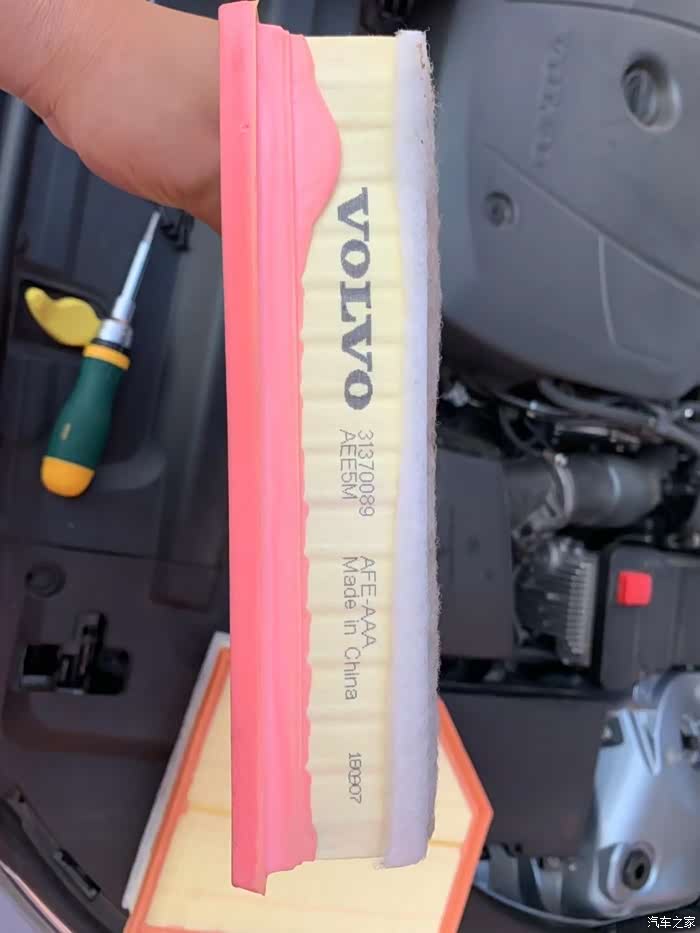 VOLVO
31370089 AFE-AAA
AEE5M Made in China
180907
汽车之家